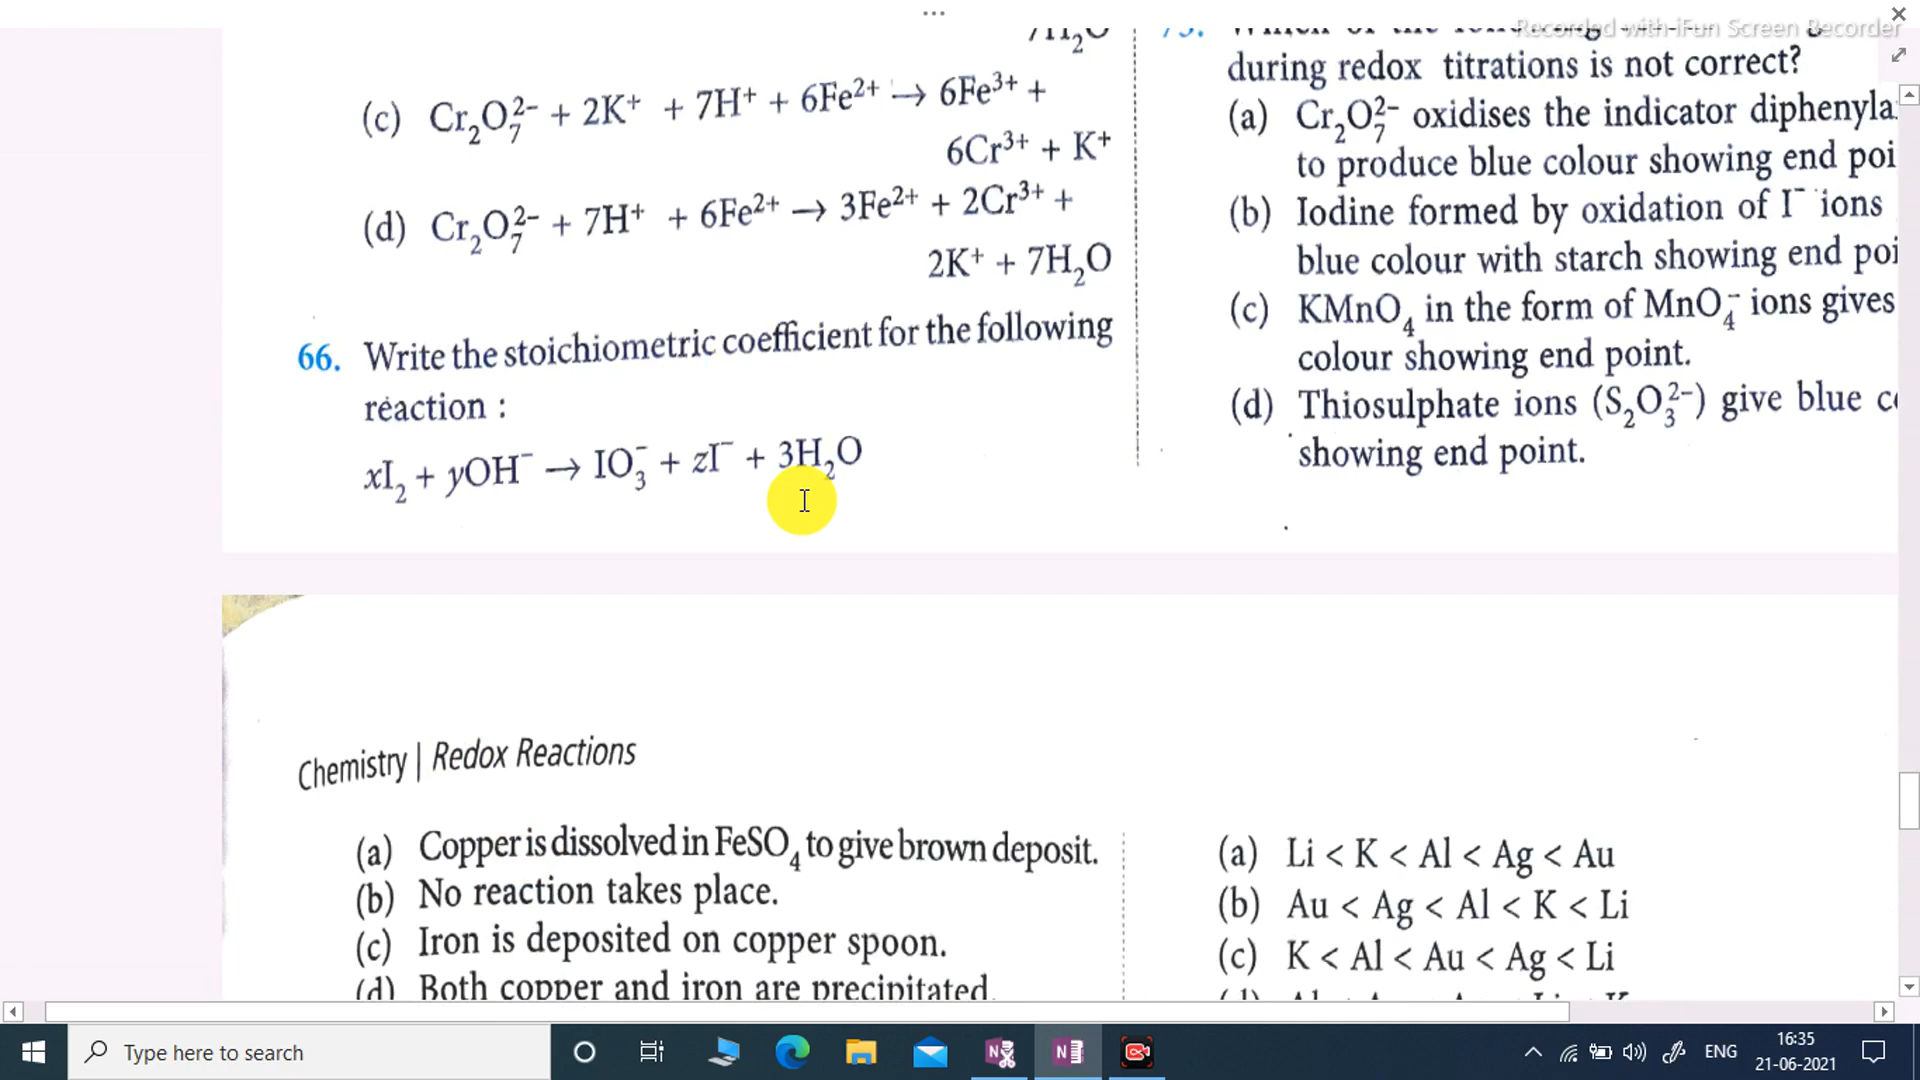 Recorded with iFun Screen Recorder
7H₂O
(c) Cr₂O₇²⁻ + 2K⁺ + 7H⁺ + 6Fe²⁺ → 6Fe³⁺ +
6Cr³⁺ + K⁺
(d) Cr₂O₇²⁻ + 7H⁺ + 6Fe²⁺ → 3Fe²⁺ + 2Cr³⁺ +
2K⁺ + 7H₂O
66. Write the stoichiometric coefficient for the following
reaction :
xI₂ + yOH⁻ → IO₃⁻ + zI⁻ + 3H₂O
during redox titrations is not correct?
(a) Cr₂O₇²⁻ oxidises the indicator diphenyla
to produce blue colour showing end poi
(b) Iodine formed by oxidation of I⁻ ions
blue colour with starch showing end poi
(c) KMnO₄ in the form of MnO₄⁻ ions gives
colour showing end point.
(d) Thiosulphate ions (S₂O₃²⁻) give blue c
showing end point.
Chemistry | Redox Reactions
(a) Copper is dissolved in FeSO₄ to give brown deposit.
(b) No reaction takes place.
(c) Iron is deposited on copper spoon.
(d) Both copper and iron are precipitated.
(a) Li < K < Al < Ag < Au
(b) Au < Ag < Al < K < Li
(c) K < Al < Au < Ag < Li
Type here to search
ENG
16:35
21-06-2021